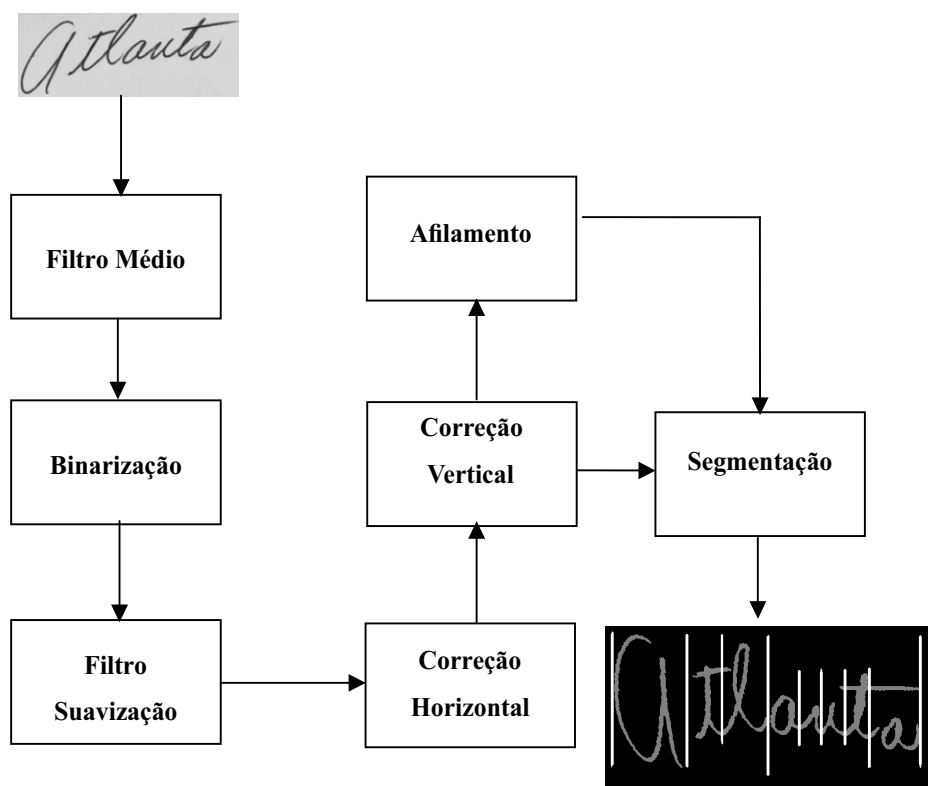 Atlanta
Filtro Médio
Binarização
Filtro
Suavização
Correção
Horizontal
Correção
Vertical
Afilamento
Segmentação
Atlanta